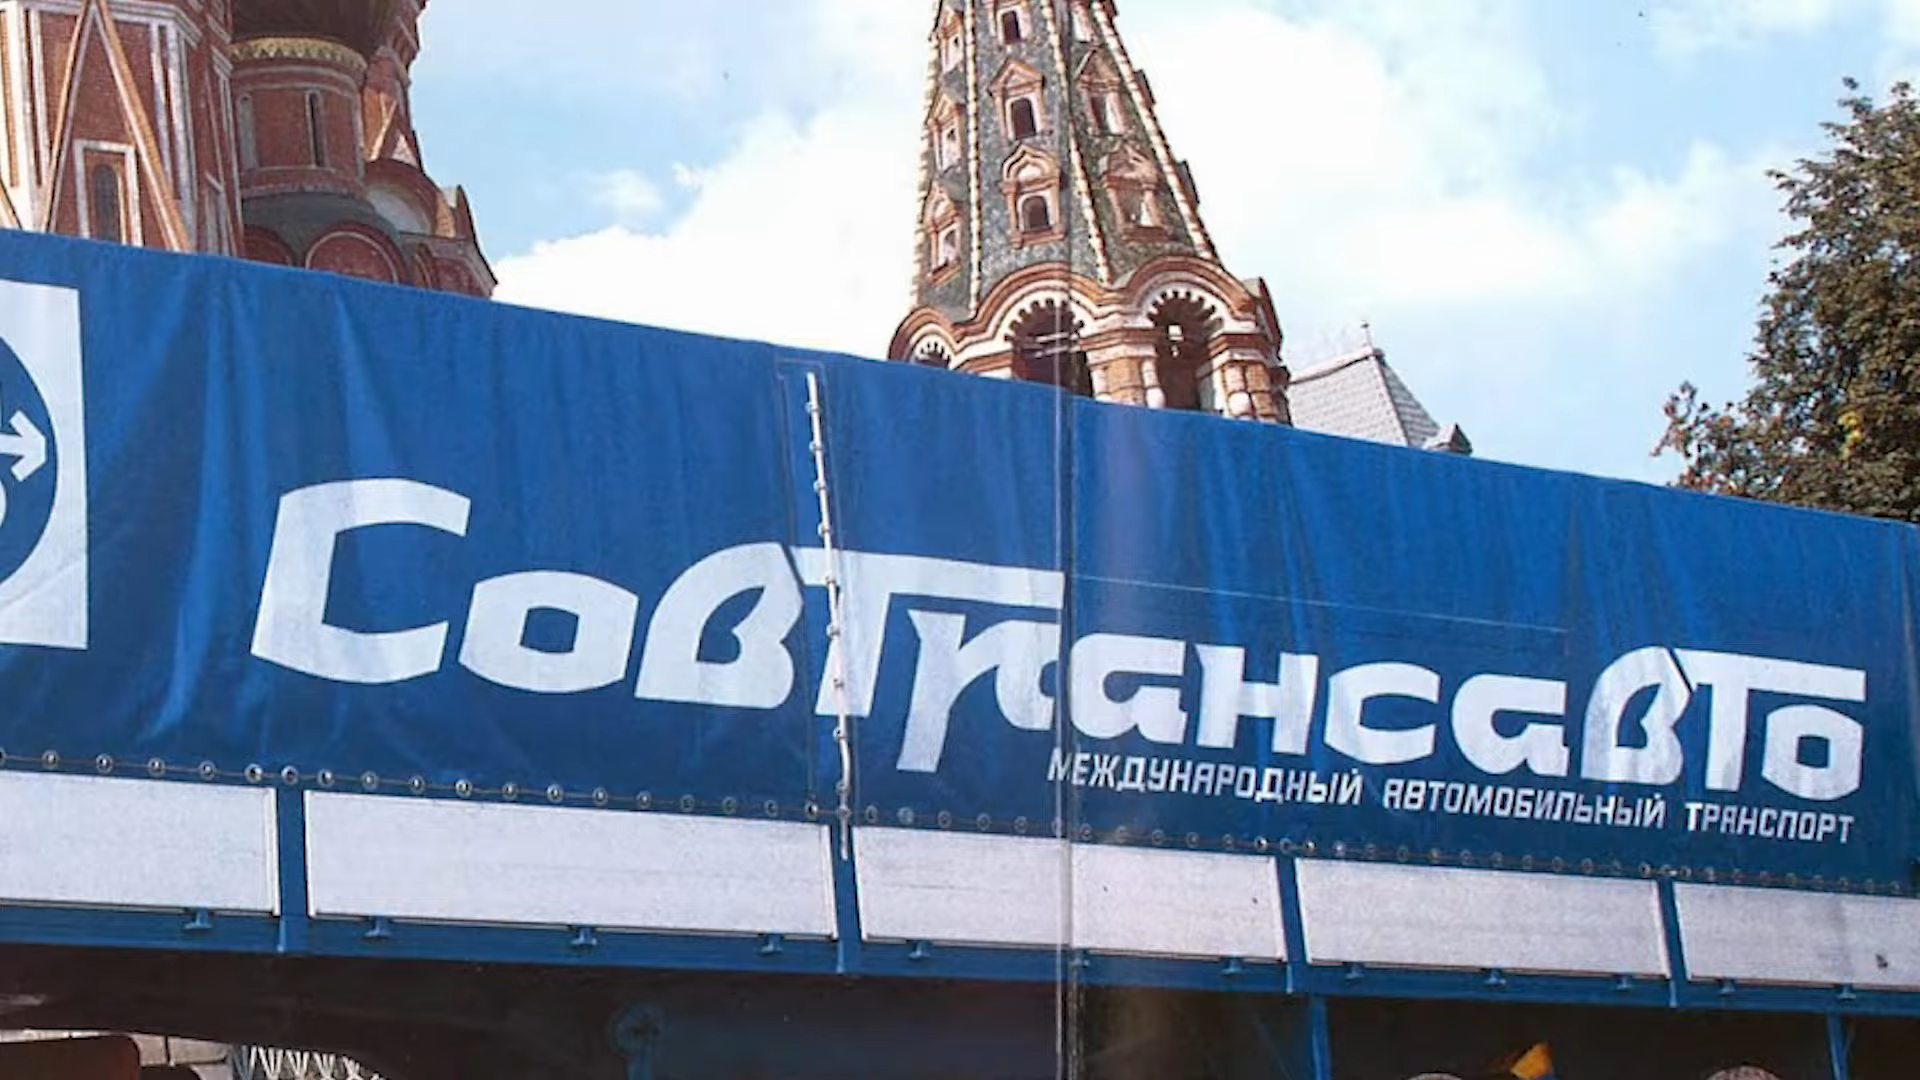 СовТрансавто
МЕЖДУНАРОДНЫЙ АВТОМОБИЛЬНЫЙ ТРАНСПОРТ